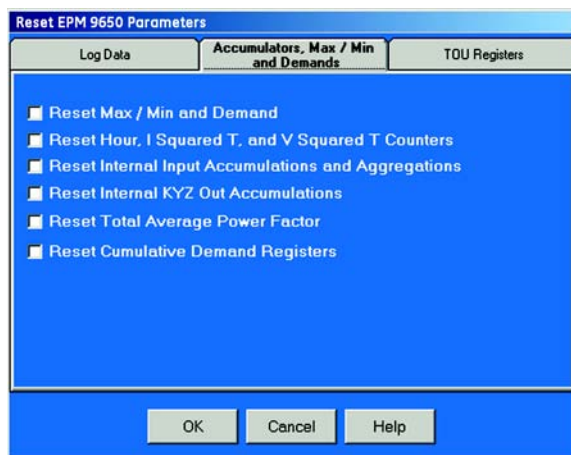 Reset EPM 9650 Parameters
Log Data
Accumulators, Max / Min
and Demands
TOU Registers
Reset Max / Min and Demand
Reset Hour, I Squared T, and V Squared T Counters
Reset Internal Input Accumulations and Aggregations
Reset Internal KYZ Out Accumulations
Reset Total Average Power Factor
Reset Cumulative Demand Registers
OK
Cancel
Help